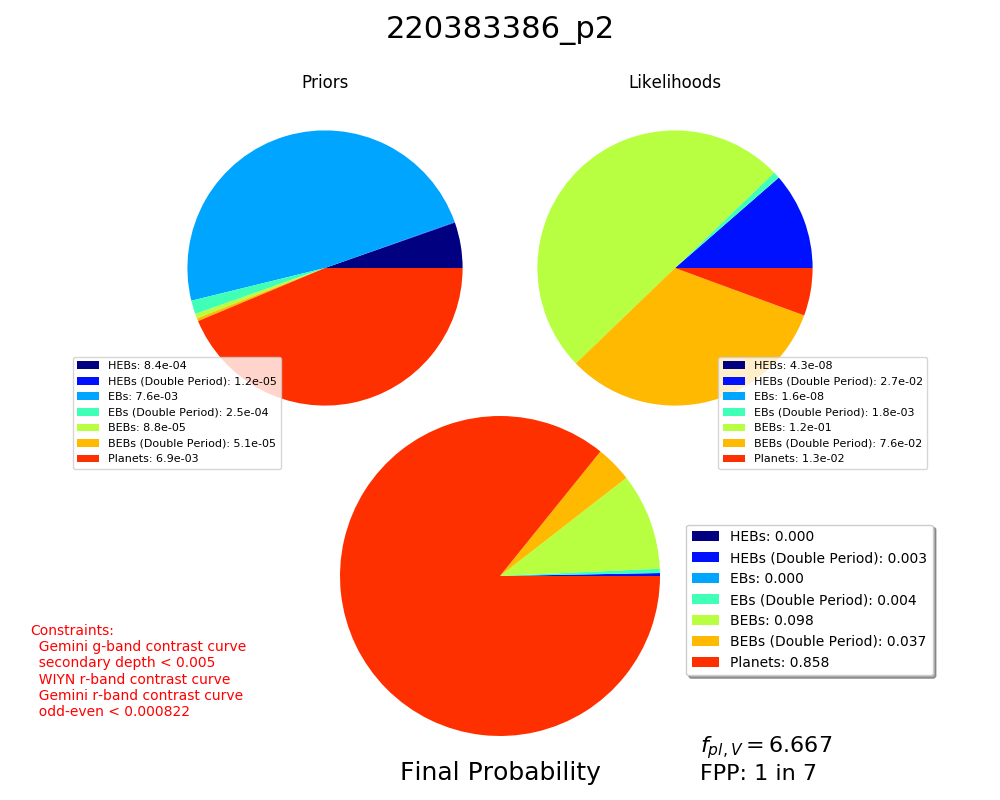 220383386_p2
Priors
Likelihoods
HEBs: 8.4e-04
HEBs (Double Period): 1.2e-05
EBs: 7.6e-03
EBs (Double Period): 2.5e-04
BEBs: 8.8e-05
BEBs (Double Period): 5.1e-05
Planets: 6.9e-03
HEBs: 4.3e-08
HEBs (Double Period): 2.7e-02
EBs: 1.6e-08
EBs (Double Period): 1.8e-03
BEBs: 1.2e-01
BEBs (Double Period): 7.6e-02
Planets: 1.3e-02
HEBs: 0.000
HEBs (Double Period): 0.003
EBs: 0.000
EBs (Double Period): 0.004
BEBs: 0.098
BEBs (Double Period): 0.037
Planets: 0.858
Constraints:
Gemini g-band contrast curve
secondary depth < 0.005
WIYN r-band contrast curve
Gemini r-band contrast curve
odd-even < 0.000822
Final Probability
f_{pl,V} = 6.667
FPP: 1 in 7